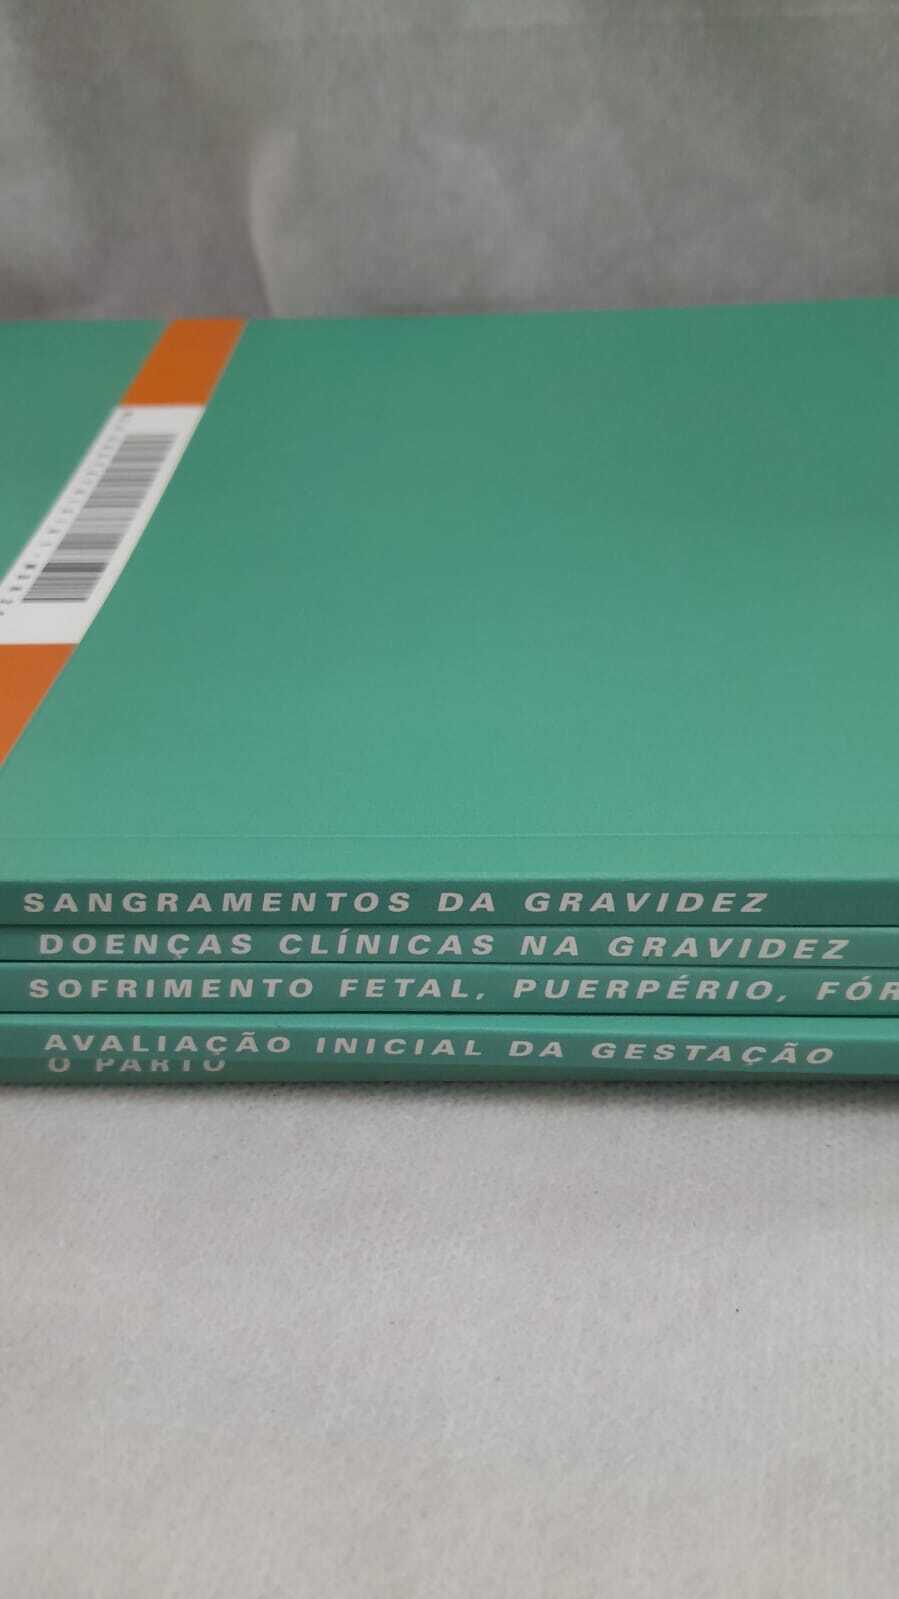 SANGRAMENTOS DA GRAVIDEZ
DOENÇAS CLÍNICAS NA GRAVIDEZ
SOFRIMENTO FETAL, PUERPÉRIO, FÓR
AVALIAÇÃO INICIAL DA GESTAÇÃO
O PARTO